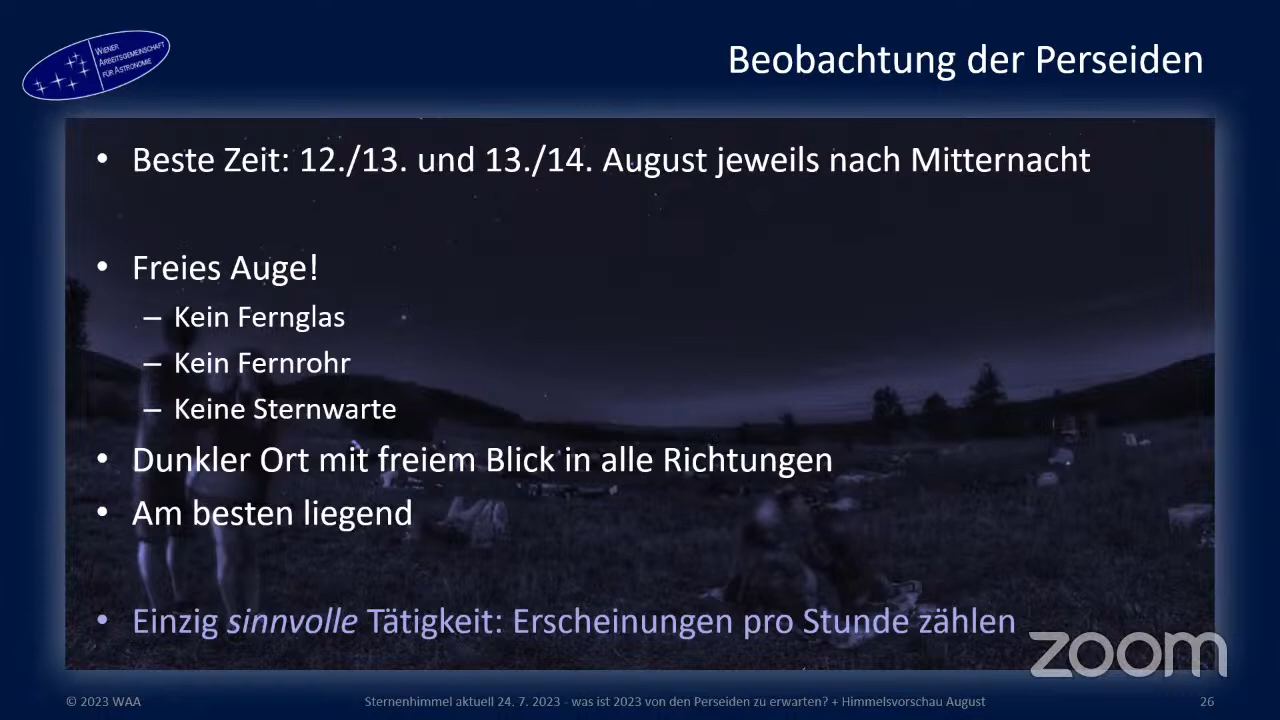 WIENER
ARBEITSGEMEINSCHAFT
FÜR ASTRONOMIE
Beobachtung der Perseiden
• Beste Zeit: 12./13. und 13./14. August jeweils nach Mitternacht
• Freies Auge!
– Kein Fernglas
– Kein Fernrohr
– Keine Sternwarte
• Dunkler Ort mit freiem Blick in alle Richtungen
• Am besten liegend
• Einzig sinnvolle Tätigkeit: Erscheinungen pro Stunde zählen
zoom
© 2023 WAA
Sternenhimmel aktuell 24. 7. 2023 - was ist 2023 von den Perseiden zu erwarten? + Himmelsvorschau August
26